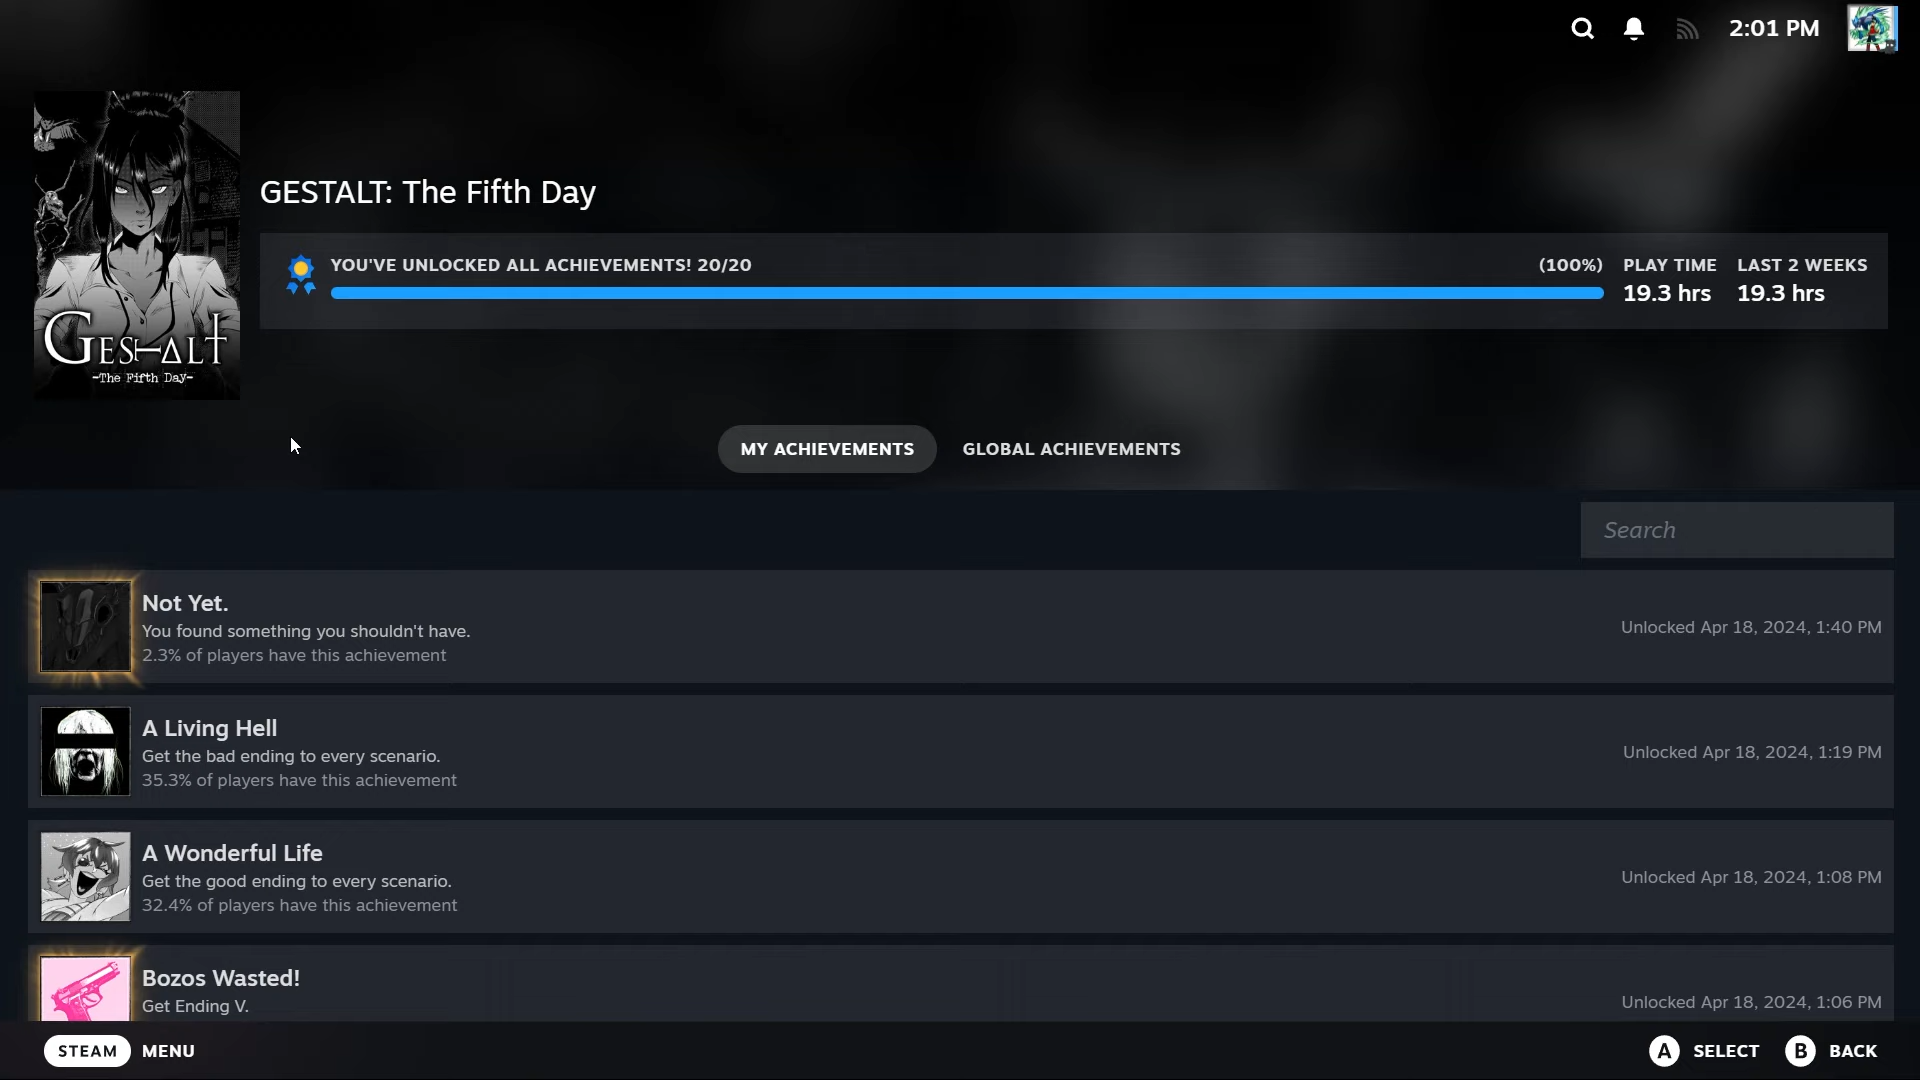 2:01 PM
GESTALT
-The Fifth Day-
GESTALT: The Fifth Day
YOU'VE UNLOCKED ALL ACHIEVEMENTS! 20/20
(100%)
PLAY TIME
19.3 hrs
LAST 2 WEEKS
19.3 hrs
MY ACHIEVEMENTS
GLOBAL ACHIEVEMENTS
Search
Not Yet.
You found something you shouldn't have.
2.3% of players have this achievement
Unlocked Apr 18, 2024, 1:40 PM
A Living Hell
Get the bad ending to every scenario.
35.3% of players have this achievement
Unlocked Apr 18, 2024, 1:19 PM
A Wonderful Life
Get the good ending to every scenario.
32.4% of players have this achievement
Unlocked Apr 18, 2024, 1:08 PM
Bozos Wasted!
Get Ending V.
Unlocked Apr 18, 2024, 1:06 PM
STEAM MENU
A SELECT B BACK